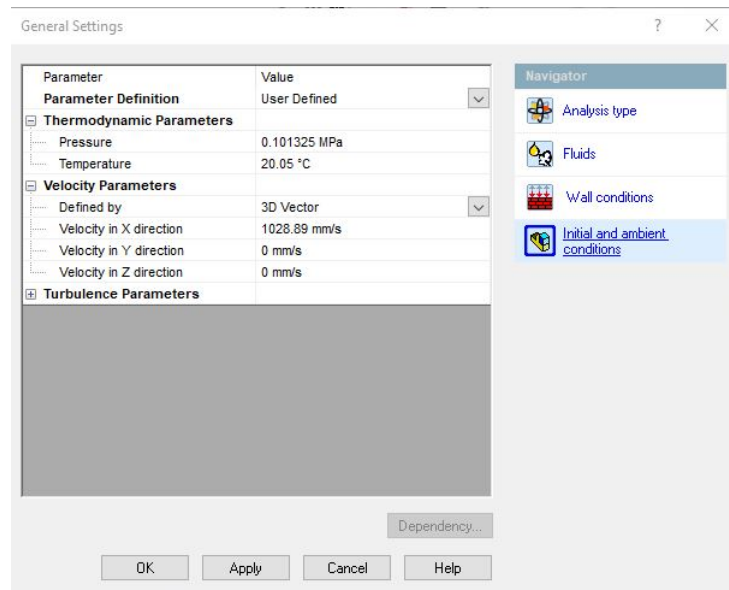 General Settings ? ×
Parameter Value
Parameter Definition User Defined
Thermodynamic Parameters
Pressure 0.101325 MPa
Temperature 20.05 °C
Velocity Parameters
Defined by 3D Vector
Velocity in X direction 1028.89 mm/s
Velocity in Y direction 0 mm/s
Velocity in Z direction 0 mm/s
Turbulence Parameters
Navigator
Analysis type
Fluids
Wall conditions
Initial and ambient
conditions
Dependency...
OK Apply Cancel Help